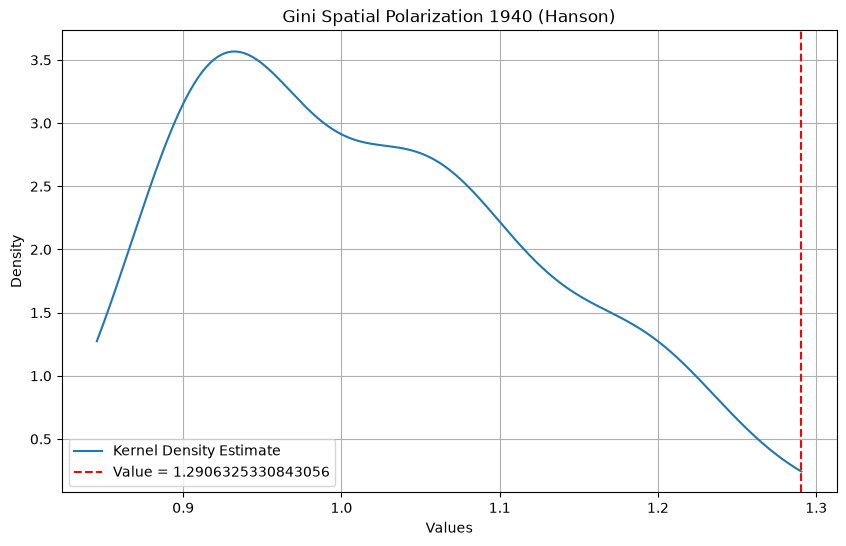 Gini Spatial Polarization 1940 (Hanson)
Density
3.5
3.0
2.5
2.0
1.5
1.0
0.5
Kernel Density Estimate
Value = 1.2906325330843056
0.9 1.0 1.1 1.2 1.3
Values